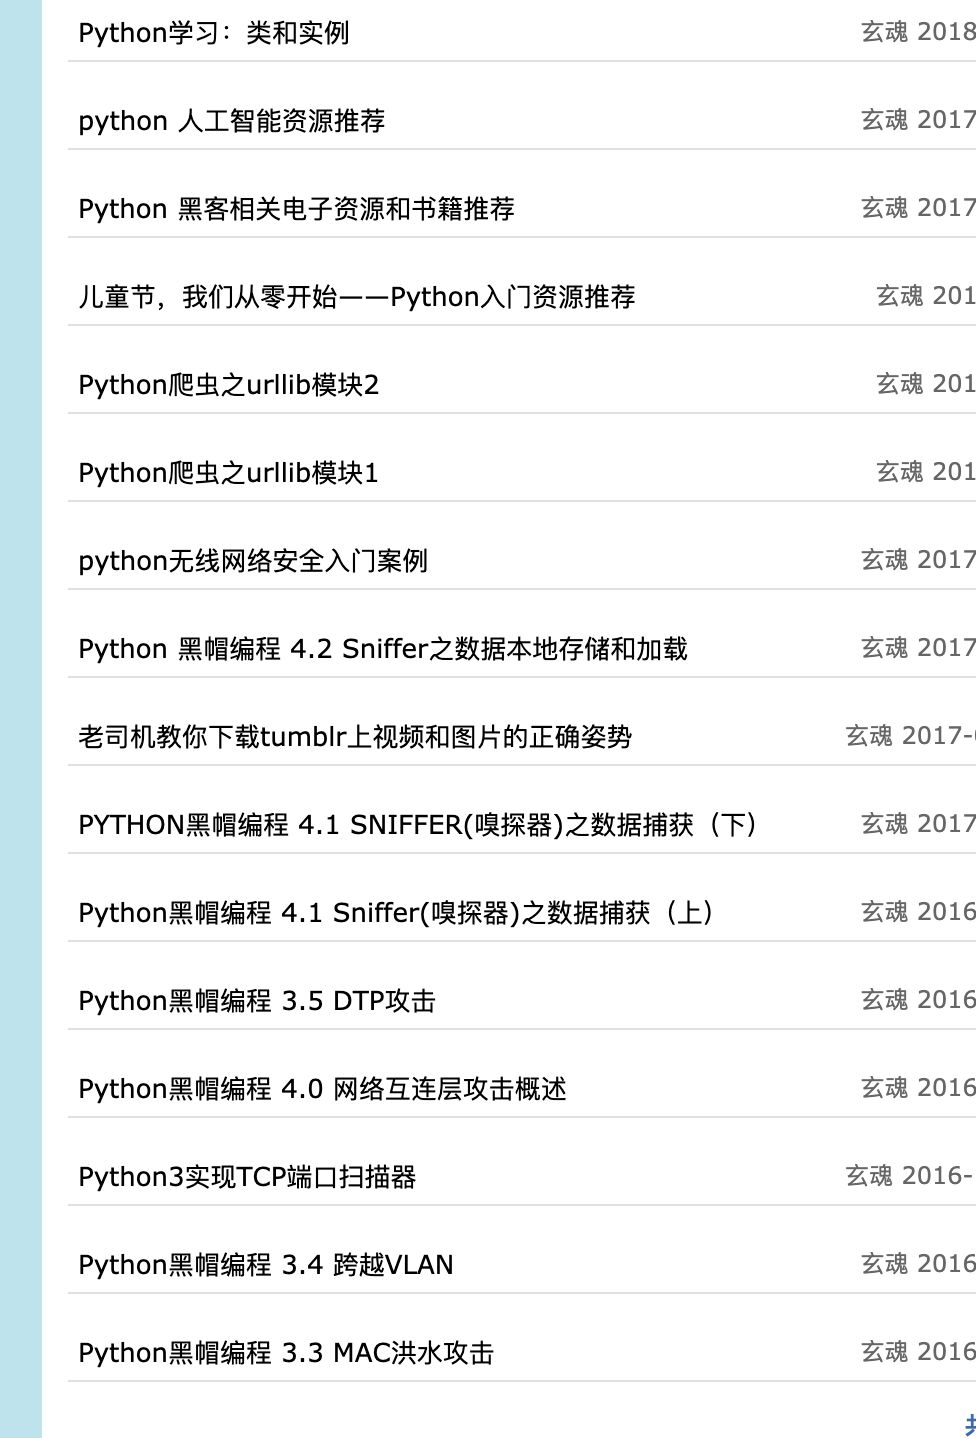 Python学习：类和实例 玄魂 2018
python 人工智能资源推荐 玄魂 2017
Python 黑客相关电子资源和书籍推荐 玄魂 2017
儿童节，我们从零开始——Python入门资源推荐 玄魂 201
Python爬虫之urllib模块2 玄魂 201
Python爬虫之urllib模块1 玄魂 201
python无线网络安全入门案例 玄魂 2017
Python 黑帽编程 4.2 Sniffer之数据本地存储和加载 玄魂 2017
老司机教你下载tumblr上视频和图片的正确姿势 玄魂 2017-
PYTHON黑帽编程 4.1 SNIFFER(嗅探器)之数据捕获（下） 玄魂 2017
Python黑帽编程 4.1 Sniffer(嗅探器)之数据捕获（上） 玄魂 2016
Python黑帽编程 3.5 DTP攻击 玄魂 2016
Python黑帽编程 4.0 网络互连层攻击概述 玄魂 2016
Python3实现TCP端口扫描器 玄魂 2016-
Python黑帽编程 3.4 跨越VLAN 玄魂 2016
Python黑帽编程 3.3 MAC洪水攻击 玄魂 2016